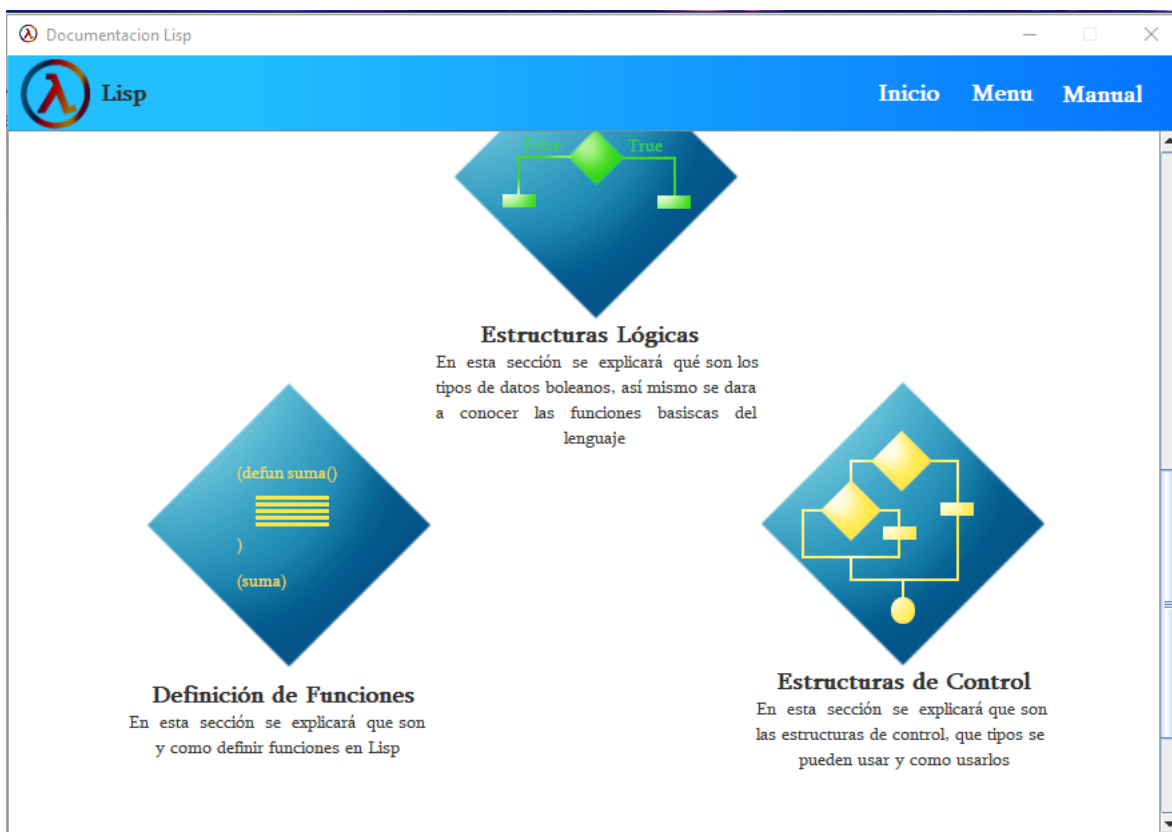 Documentacion Lisp
Lisp
Inicio Menu Manual
False True
Estructuras Lógicas
En esta sección se explicará qué son los
tipos de datos boleanos, así mismo se dara
a conocer las funciones basiscas del
lenguaje
(defun suma()
)
(suma)
Definición de Funciones
En esta sección se explicará que son
y como definir funciones en Lisp
Estructuras de Control
En esta sección se explicará que son
las estructuras de control, que tipos se
pueden usar y como usarlos